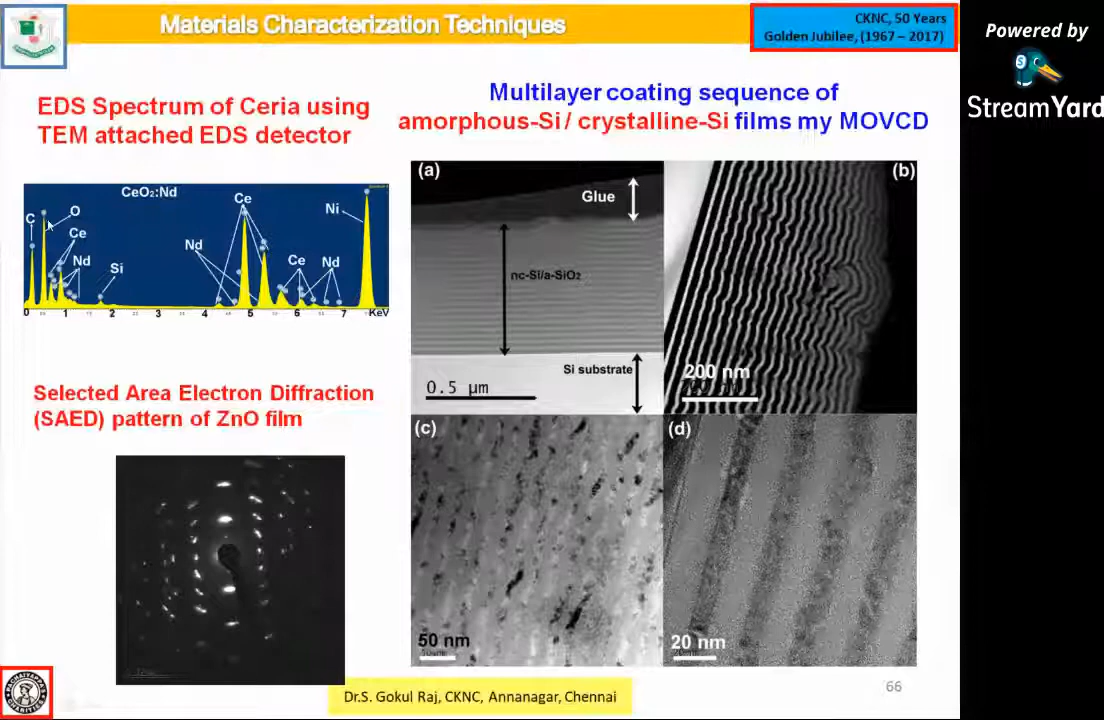 Materials Characterization Techniques
CKNC, 50 Years
Golden Jubilee, (1967 – 2017)
Powered by
StreamYard
EDS Spectrum of Ceria using
TEM attached EDS detector
Multilayer coating sequence of
amorphous-Si / crystalline-Si films my MOVCD
CeO2:Nd
C
O
Ce
Nd
Si
Nd
Ce
Ce
Nd
Ni
0 1 2 3 4 5 6 7 KeV
(a)
Glue
nc-Si/a-SiO2
Si substrate
0.5 µm
(b)
200 nm
(c)
50 nm
(d)
20 nm
Selected Area Electron Diffraction
(SAED) pattern of ZnO film
PACHAIYAPPA'S
CHARITIES
Dr.S. Gokul Raj, CKNC, Annanagar, Chennai
66